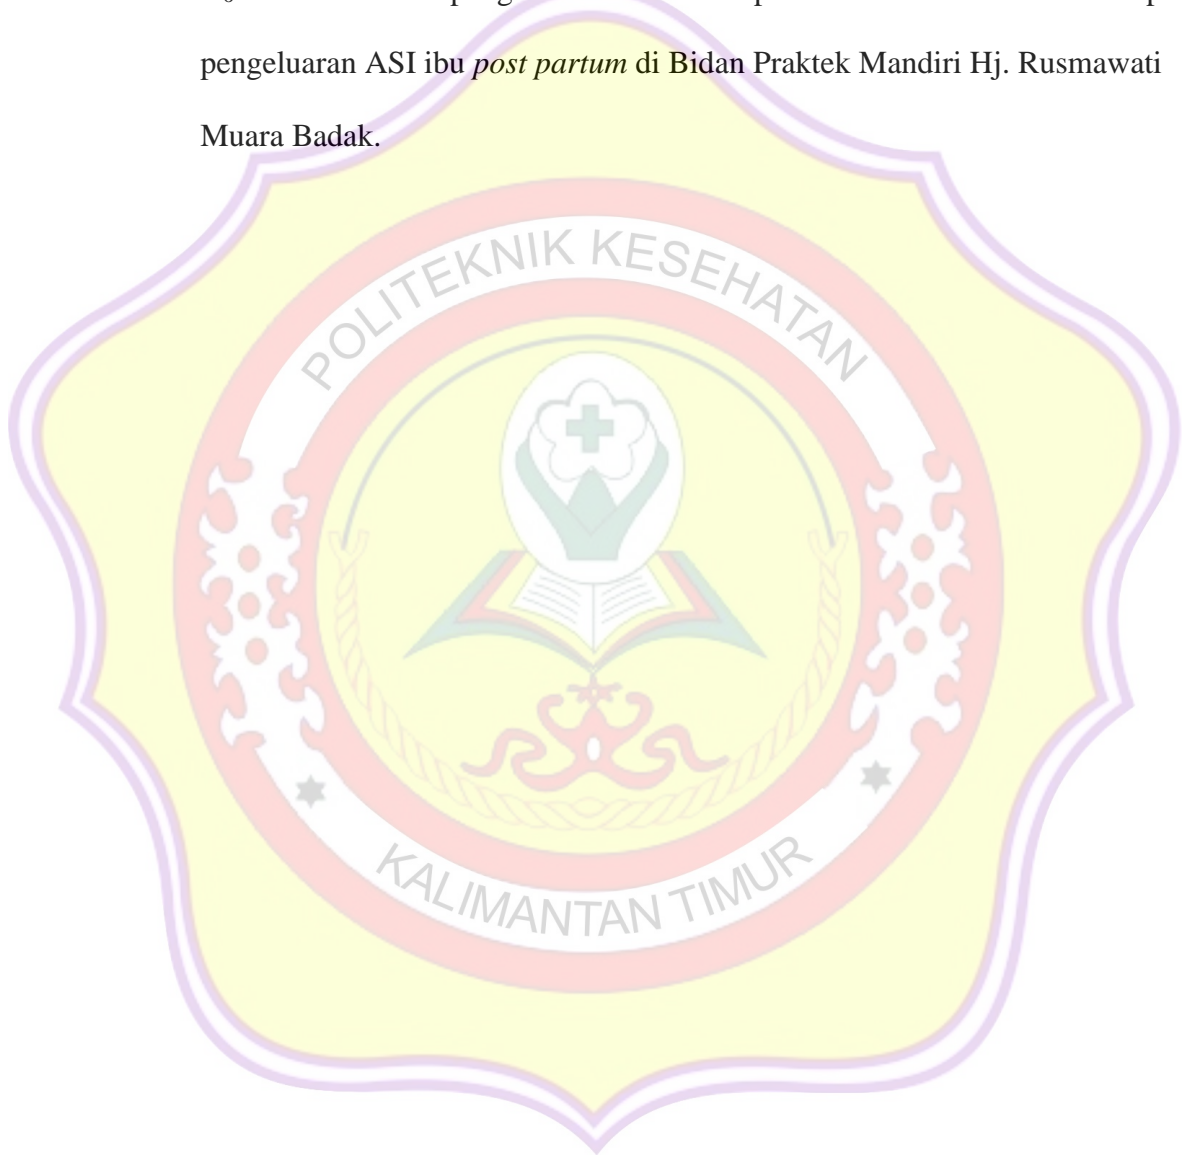 pengeluaran ASI ibu post partum di Bidan Praktek Mandiri Hj. Rusmawati
Muara Badak.
POLITEKNIK KESEHATAN
KALIMANTAN TIMUR